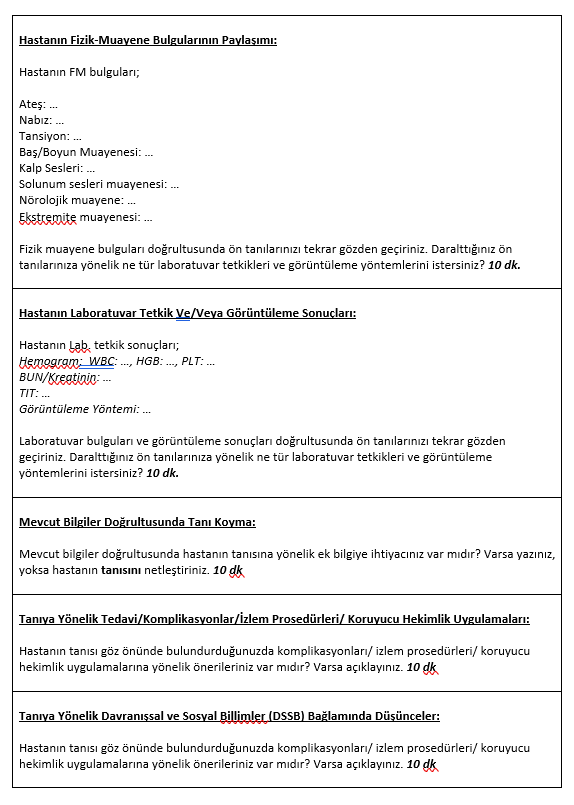 Hastanın Fizik-Muayene Bulgularının Paylaşımı:
Hastanın FM bulguları;
Ateş: ...
Nabız: ...
Tansiyon: ...
Baş/Boyun Muayenesi: ...
Kalp Sesleri: ...
Solunum sesleri muayenesi: ...
Nörolojik muayene: ...
Ekstremite muayenesi: ...
Fizik muayene bulguları doğrultusunda ön tanılarınızı tekrar gözden geçiriniz. Daralttığınız ön
tanılarınıza yönelik ne tür laboratuvar tetkikleri ve görüntüleme yöntemlerini istersiniz? 10 dk.
Hastanın Laboratuvar Tetkik Ve/Veya Görüntüleme Sonuçları:
Hastanın Lab. tetkik sonuçları;
Hemogram: WBC: ..., HGB: ..., PLT: ...
BUN/Kreatinin: ...
TIT: ...
Görüntüleme Yöntemi: ...
Laboratuvar bulguları ve görüntüleme sonuçları doğrultusunda ön tanılarınızı tekrar gözden
geçiriniz. Daralttığınız ön tanılarınıza yönelik ne tür laboratuvar tetkikleri ve görüntüleme
yöntemlerini istersiniz? 10 dk.
Mevcut Bilgiler Doğrultusunda Tanı Koyma:
Mevcut bilgiler doğrultusunda hastanın tanısına yönelik ek bilgiye ihtiyacınız var mıdır? Varsa yazınız,
yoksa hastanın tanısını netleştiriniz. 10 dk
Tanıya Yönelik Tedavi/Komplikasyonlar/İzlem Prosedürleri/ Koruyucu Hekimlik Uygulamaları:
Hastanın tanısı göz önünde bulundurduğunuzda komplikasyonları/ izlem prosedürleri/ koruyucu
hekimlik uygulamalarına yönelik önerileriniz var mıdır? Varsa açıklayınız. 10 dk
Tanıya Yönelik Davranışsal ve Sosyal Billimler (DSSB) Bağlamında Düşünceler:
Hastanın tanısı göz önünde bulundurduğunuzda komplikasyonları/ izlem prosedürleri/ koruyucu
hekimlik uygulamalarına yönelik önerileriniz var mıdır? Varsa açıklayınız. 10 dk